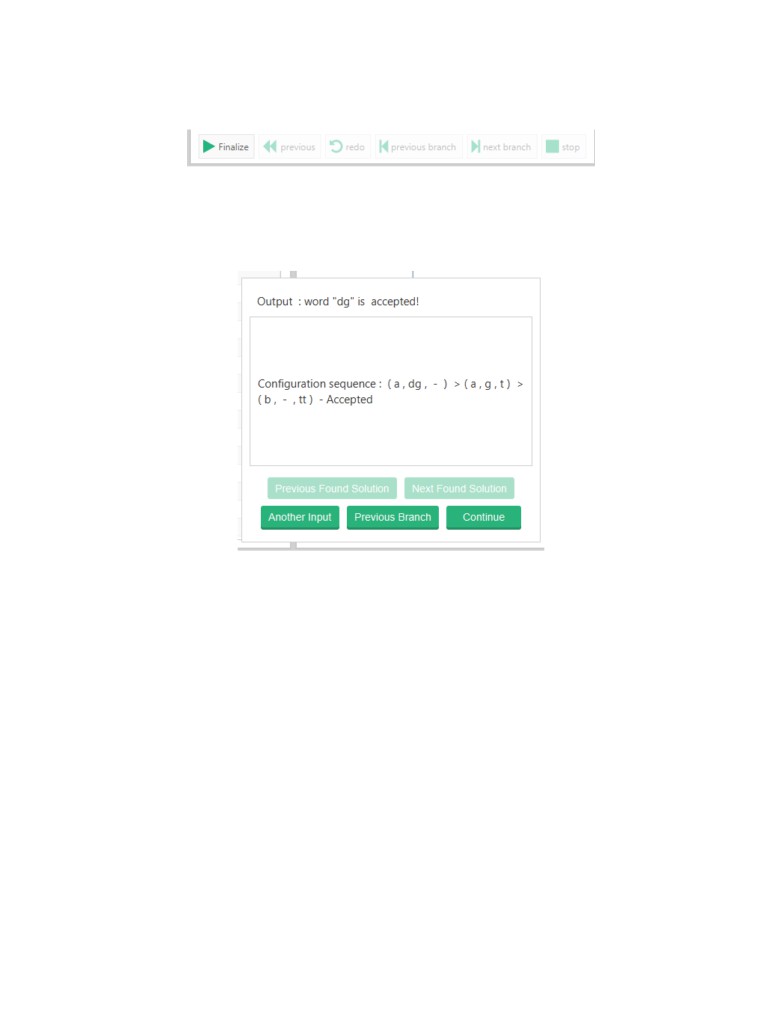 Finalize previous redo previous branch next branch stop
Output : word "dg" is accepted!
Configuration sequence : ( a , dg , - ) > ( a , g , t ) >
( b , - , tt ) - Accepted
Previous Found Solution Next Found Solution
Another Input Previous Branch Continue